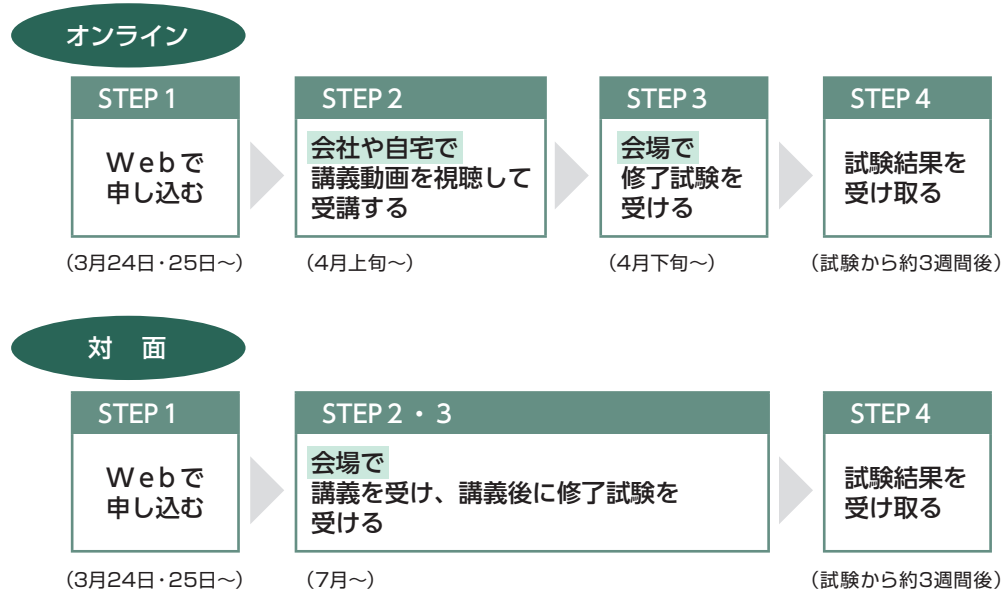 オンライン
STEP 1
Webで
申し込む
(3月24日・25日～)
STEP 2
会社や自宅で
講義動画を視聴して
受講する
(4月上旬～)
STEP 3
会場で
修了試験を
受ける
(4月下旬～)
STEP 4
試験結果を
受け取る
(試験から約3週間後)
対　面
STEP 1
Webで
申し込む
(3月24日・25日～)
STEP 2・3
会場で
講義を受け、講義後に修了試験を
受ける
(7月～)
STEP 4
試験結果を
受け取る
(試験から約3週間後)